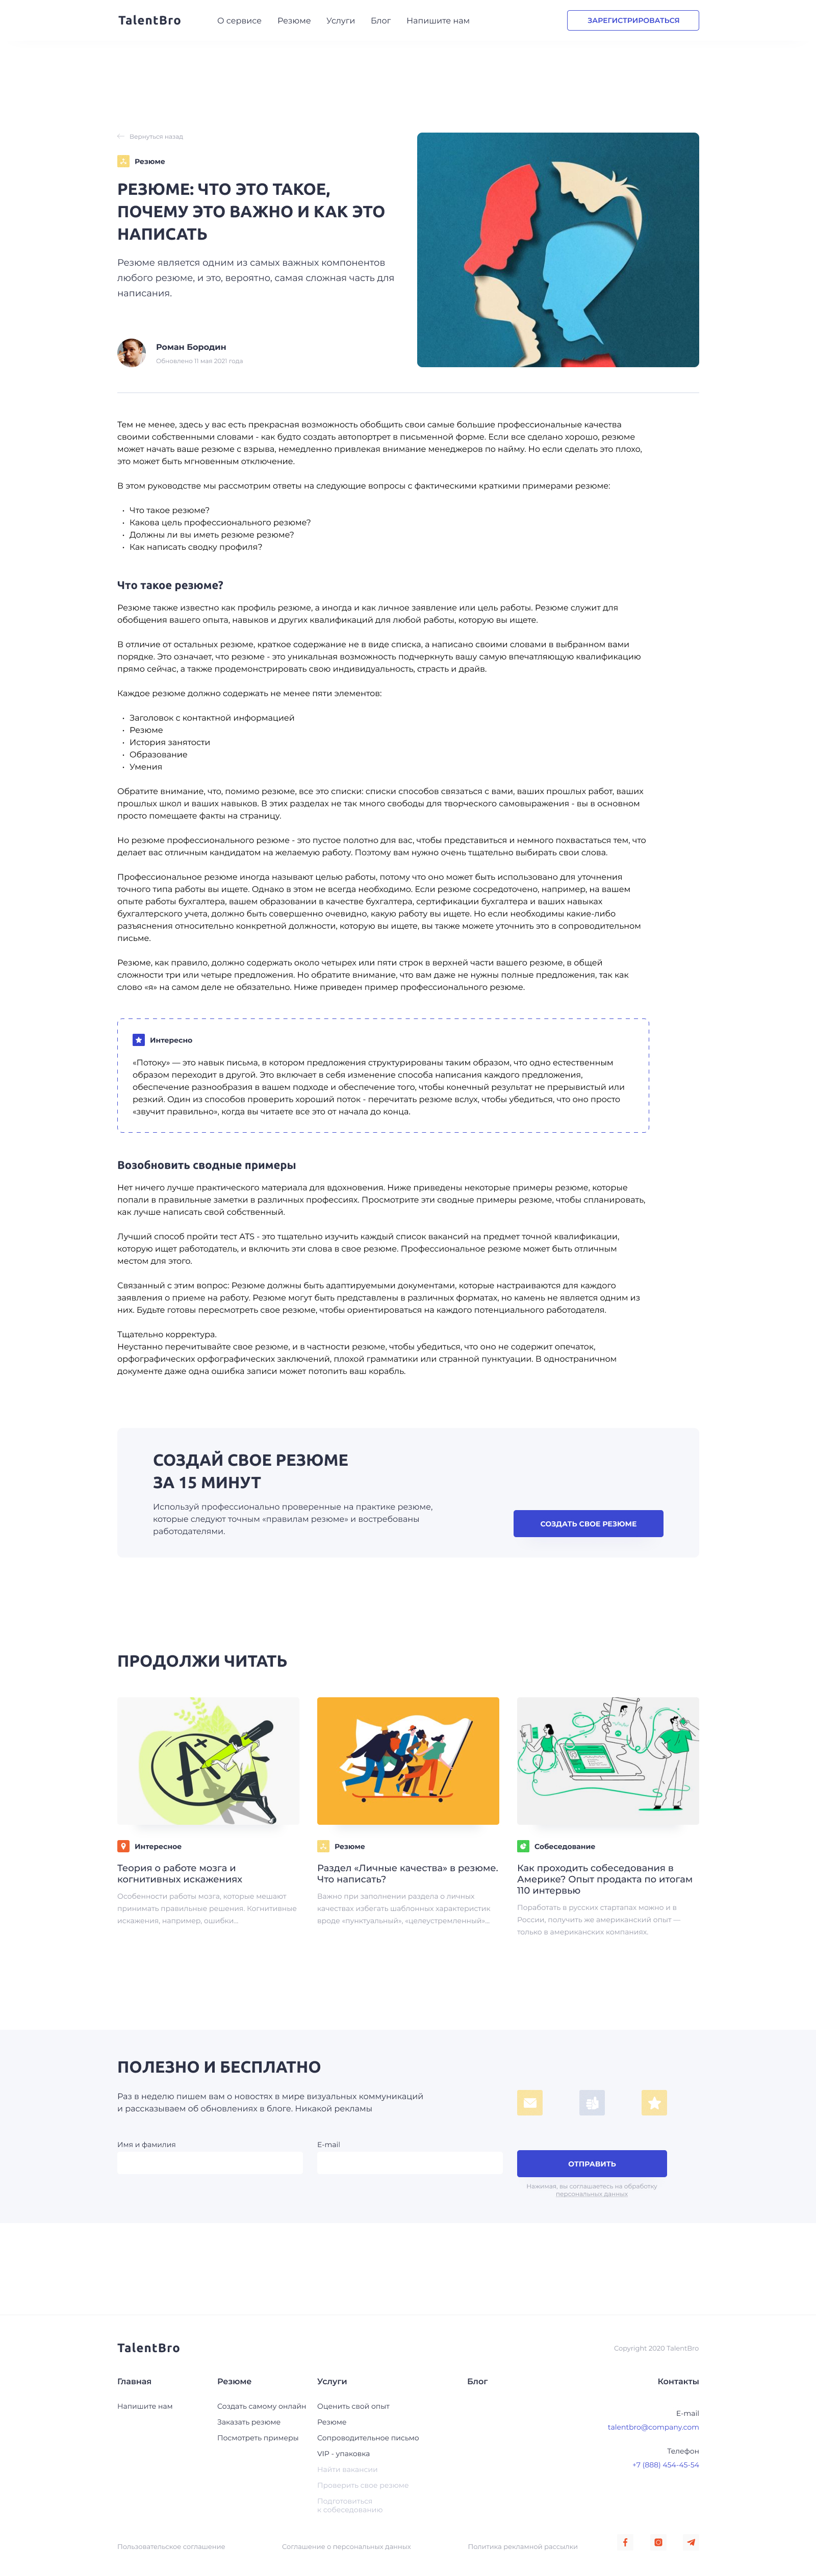 TalentBro О сервисе Резюме Услуги Блог Напишите нам ЗАРЕГИСТРИРОВАТЬСЯ
Вернуться назад
Резюме
РЕЗЮМЕ: ЧТО ЭТО ТАКОЕ,
ПОЧЕМУ ЭТО ВАЖНО И КАК ЭТО
НАПИСАТЬ
Резюме является одним из самых важных компонентов
любого резюме, и это, вероятно, самая сложная часть для
написания.
Роман Бородин
Обновлено 11 мая 2021 года
Тем не менее, здесь у вас есть прекрасная возможность обобщить свои самые большие профессиональные качества
своими собственными словами - как будто создать автопортрет в письменной форме. Если все сделано хорошо, резюме
может начать ваше резюме с взрыва, немедленно привлекая внимание менеджеров по найму. Но если сделать это плохо,
это может быть мгновенным отключение.
В этом руководстве мы рассмотрим ответы на следующие вопросы с фактическими краткими примерами резюме:
• Что такое резюме?
• Какова цель профессионального резюме?
• Должны ли вы иметь резюме резюме?
• Как написать сводку профиля?
Что такое резюме?
Резюме также известно как профиль резюме, а иногда и как личное заявление или цель работы. Резюме служит для
обобщения вашего опыта, навыков и других квалификаций для любой работы, которую вы ищете.
В отличие от остальных резюме, краткое содержание не в виде списка, а написано своими словами в выбранном вами
порядке. Это означает, что резюме - это уникальная возможность подчеркнуть вашу самую впечатляющую квалификацию
прямо сейчас, а также продемонстрировать свою индивидуальность, страсть и драйв.
Каждое резюме должно содержать не менее пяти элементов:
• Заголовок с контактной информацией
• Резюме
• История занятости
• Образование
• Умения
Обратите внимание, что, помимо резюме, все это списки: списки способов связаться с вами, ваших прошлых работ, ваших
прошлых школ и ваших навыков. В этих разделах не так много свободы для творческого самовыражения - вы в основном
просто помещаете факты на страницу.
Но резюме профессионального резюме - это пустое полотно для вас, чтобы представиться и немного похвастаться тем, что
делает вас отличным кандидатом на желаемую работу. Поэтому вам нужно очень тщательно выбирать свои слова.
Профессиональное резюме иногда называют целью работы, потому что оно может быть использовано для уточнения
точного типа работы вы ищете. Однако в этом не всегда необходимо. Если резюме сосредоточено, например, на вашем
опыте работы бухгалтера, вашем образовании в качестве бухгалтера, сертификации бухгалтера и ваших навыках
бухгалтерского учета, должно быть совершенно очевидно, какую работу вы ищете. Но если необходимы какие-либо
разъяснения относительно конкретной должности, которую вы ищете, вы также можете уточнить это в сопроводительном
письме.
Резюме, как правило, должно содержать около четырех или пяти строк в верхней части вашего резюме, в общей
сложности три или четыре предложения. Но обратите внимание, что вам даже не нужны полные предложения, так как
слово «я» на самом деле не обязательно. Ниже приведен пример профессионального резюме.
Интересно
«Потоку» — это навык письма, в котором предложения структурированы таким образом, что одно естественным
образом переходит в другой. Это включает в себя изменение способа написания каждого предложения,
обеспечение разнообразия в вашем подходе и обеспечение того, чтобы конечный результат не прерывистый или
резкий. Один из способов проверить хороший поток - перечитать резюме вслух, чтобы убедиться, что оно просто
«звучит правильно», когда вы читаете все это от начала до конца.
Возобновить сводные примеры
Нет ничего лучше практического материала для вдохновения. Ниже приведены некоторые примеры резюме, которые
попали в правильные заметки в различных профессиях. Просмотрите эти сводные примеры резюме, чтобы спланировать,
как лучше написать свой собственный.
Лучший способ пройти тест ATS - это тщательно изучить каждый список вакансий на предмет точной квалификации,
которую ищет работодатель, и включить эти слова в свое резюме. Профессиональное резюме может быть отличным
местом для этого.
Связанный с этим вопрос: Резюме должны быть адаптируемыми документами, которые настраиваются для каждого
заявления о приеме на работу. Резюме могут быть представлены в различных форматах, но камень не является одним из
них. Будьте готовы пересмотреть свое резюме, чтобы ориентироваться на каждого потенциального работодателя.
Тщательно корректура.
Неустанно перечитывайте свое резюме, и в частности резюме, чтобы убедиться, что оно не содержит опечаток,
орфографических орфографических заключений, плохой грамматики или странной пунктуации. В одностраничном
документе даже одна ошибка записи может потопить ваш корабль.
СОЗДАЙ СВОЕ РЕЗЮМЕ
ЗА 15 МИНУТ
Используй профессионально проверенные на практике резюме,
которые следуют точным «правилам резюме» и востребованы
работодателями.
СОЗДАТЬ СВОЕ РЕЗЮМЕ
ПРОДОЛЖИ ЧИТАТЬ
Интересное
Теория о работе мозга и
когнитивных искажениях
Особенности работы мозга, которые мешают
принимать правильные решения. Когнитивные
искажения, например, ошибки...
Резюме
Раздел «Личные качества» в резюме.
Что написать?
Важно при заполнении раздела о личных
качествах избегать шаблонных характеристик
вроде «пунктуальный», «целеустремленный»...
Собеседование
Как проходить собеседования в
Америке? Опыт продакта по итогам
110 интервью
Поработать в русских стартапах можно и в
России, получить же американский опыт —
только в американских компаниях.
ПОЛЕЗНО И БЕСПЛАТНО
Раз в неделю пишем вам о новостях в мире визуальных коммуникаций
и рассказываем об обновлениях в блоге. Никакой рекламы
Имя и фамилия
E-mail
ОТПРАВИТЬ
Нажимая, вы соглашаетесь на обработку
персональных данных
TalentBro
Copyright 2020 TalentBro
Главная
Напишите нам
Резюме
Создать самому онлайн
Заказать резюме
Посмотреть примеры
Услуги
Оценить свой опыт
Резюме
Сопроводительное письмо
VIP - упаковка
Найти вакансии
Проверить свое резюме
Подготовиться
к собеседованию
Блог
Контакты
E-mail
talentbro@company.com
Телефон
+7 (888) 454-45-54
Пользовательское соглашение
Соглашение о персональных данных
Политика рекламной рассылки